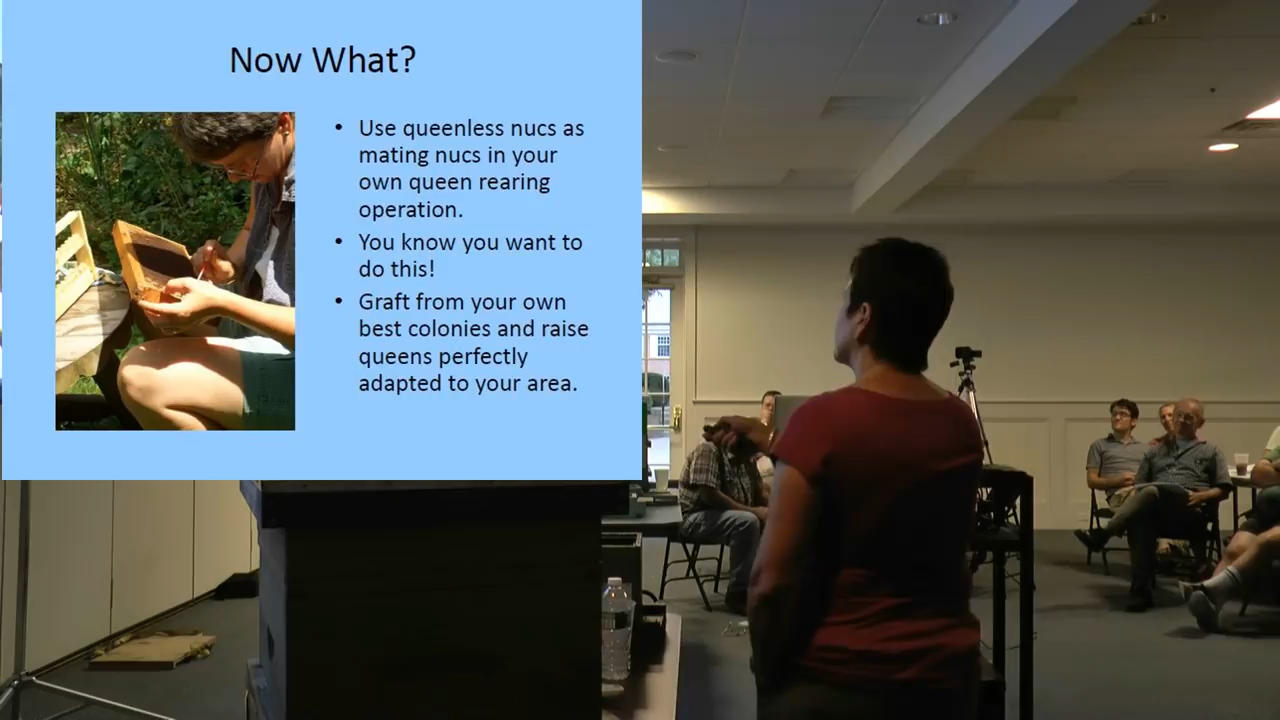 Now What?
• Use queenless nucs as
mating nucs in your
own queen rearing
operation.
• You know you want to
do this!
• Graft from your own
best colonies and raise
queens perfectly
adapted to your area.